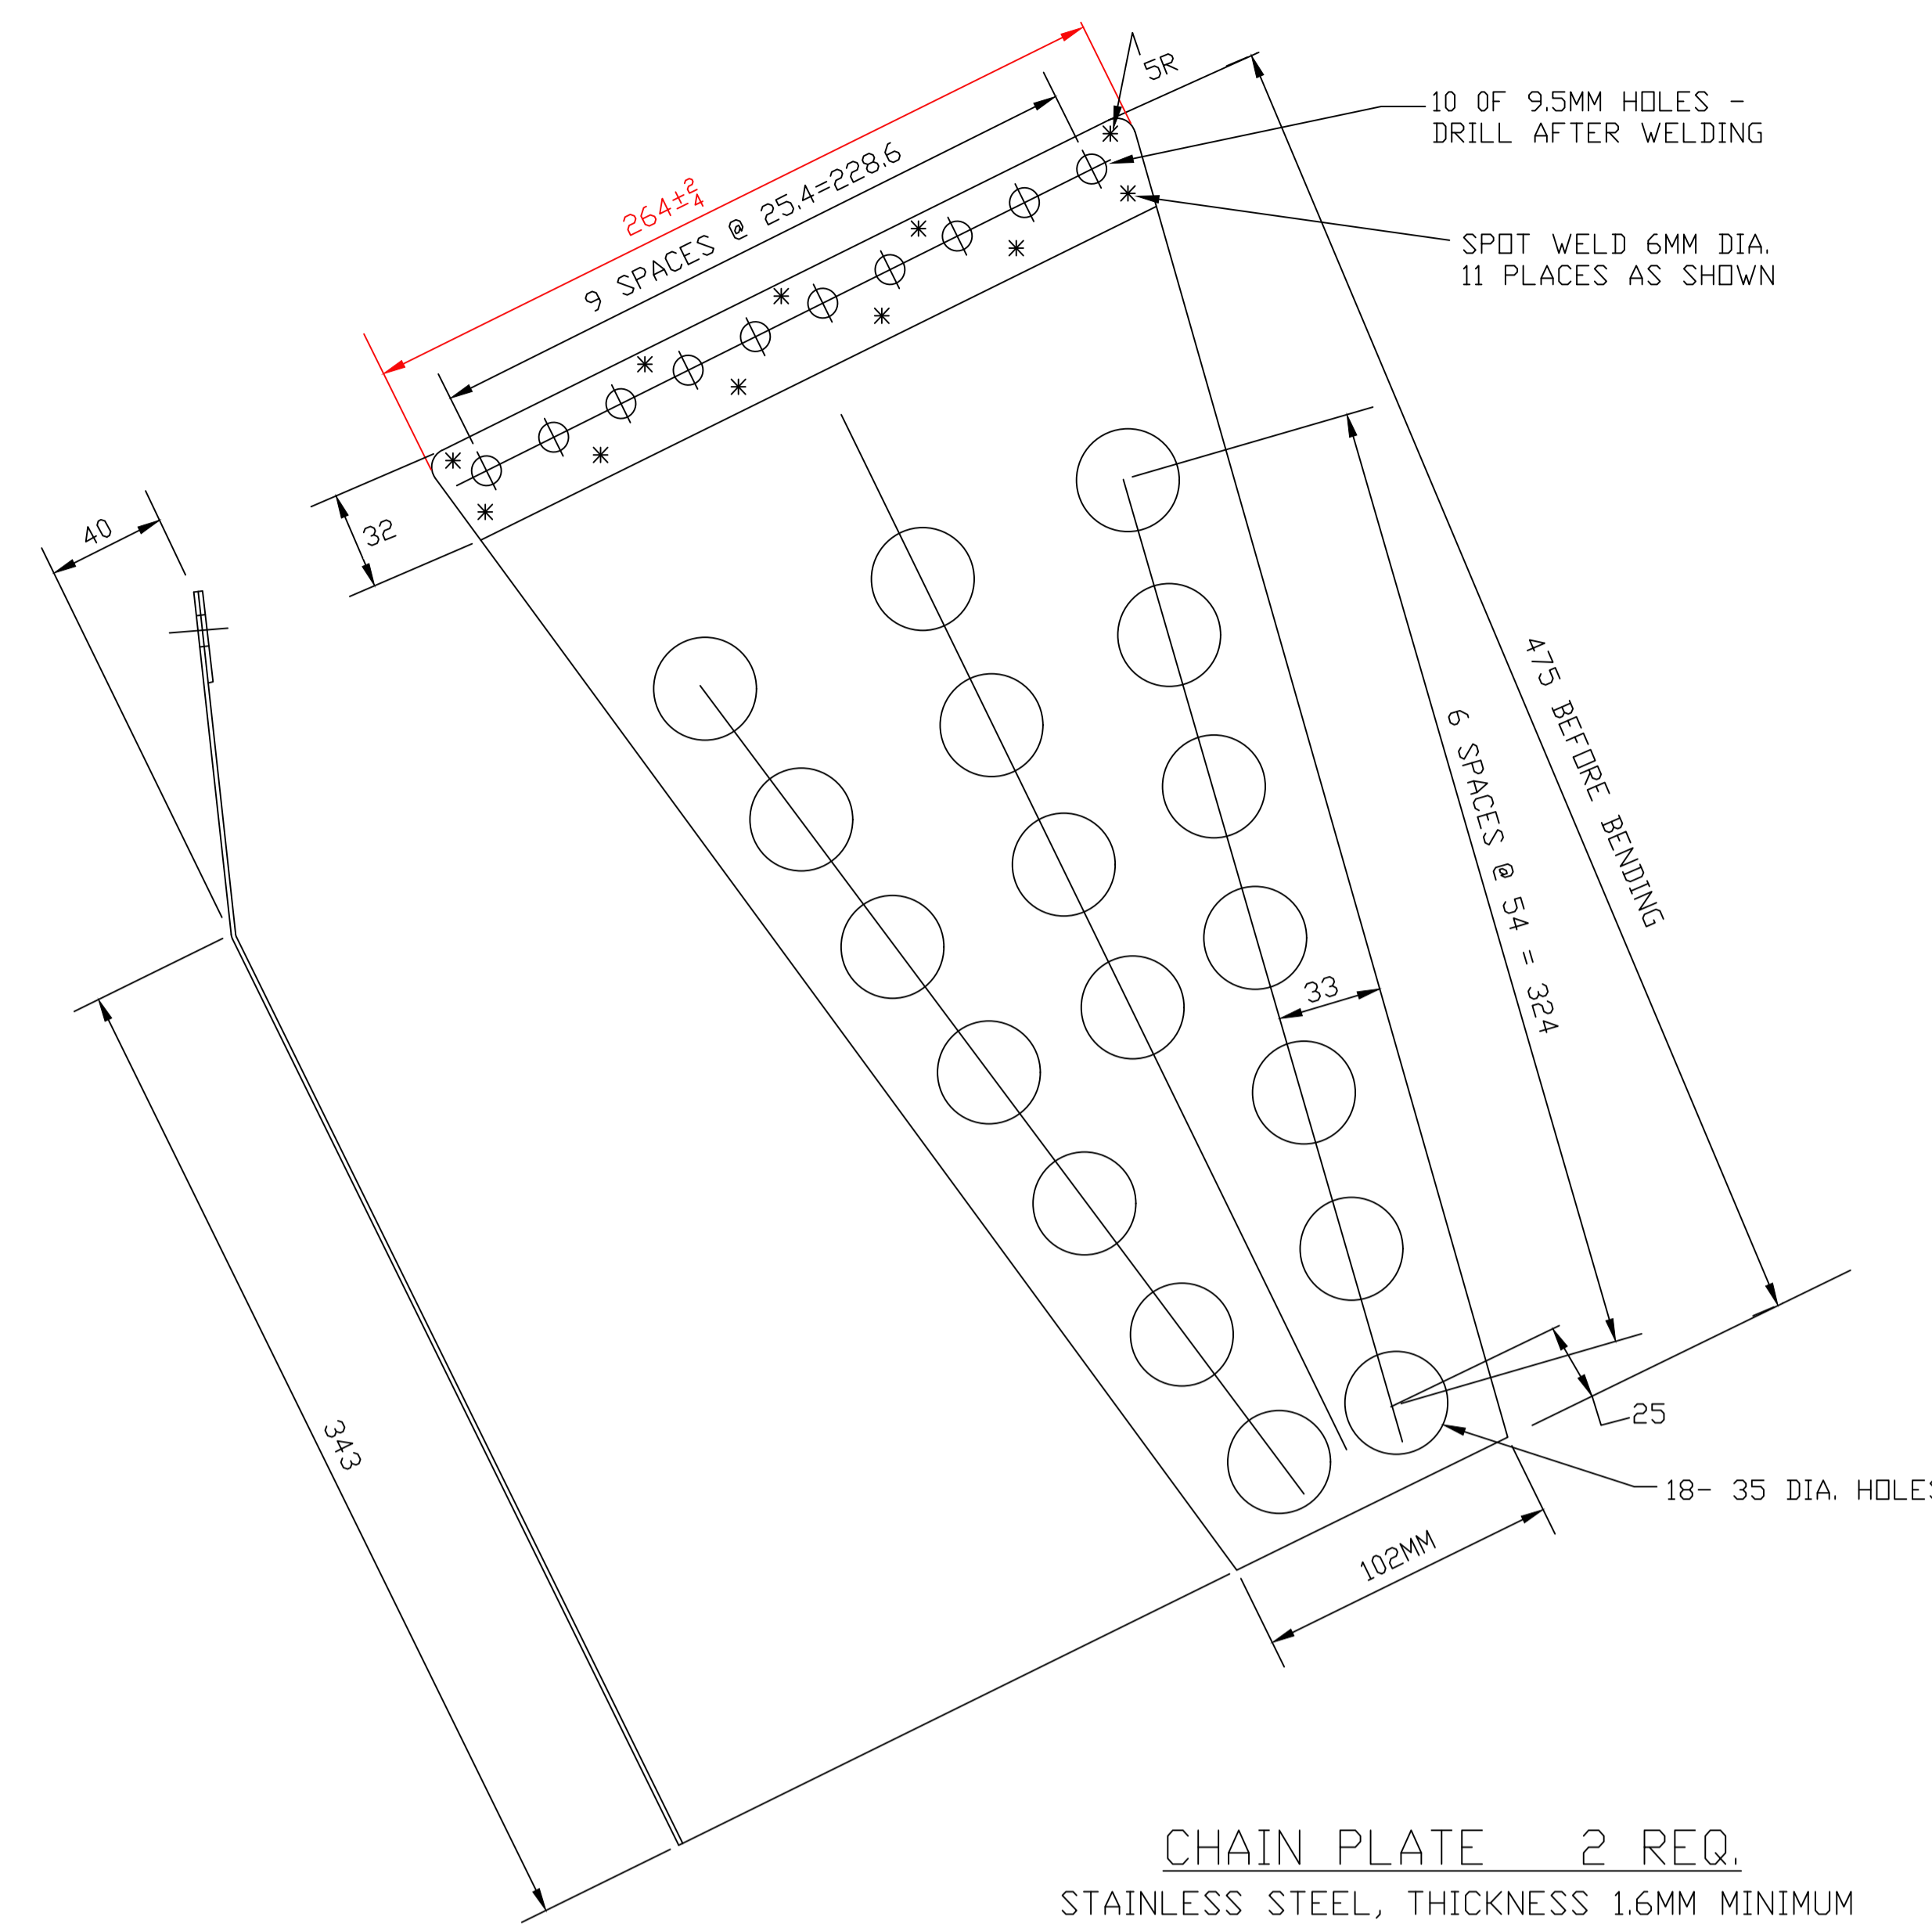 5R
10 OF 9.5MM HOLES -
DRILL AFTER WELDING
264±2/4
9 SPACES @ 25.4=228.6
SPOT WELD 6MM DIA.
11 PLACES AS SHOWN
40
32
475 BEFORE BENDING
6 SPACES @ 54 = 324
33
343
25
18- 35 DIA. HOLES
102MM
CHAIN PLATE 2 REQ.
STAINLESS STEEL, THICKNESS 1.6MM MINIMUM